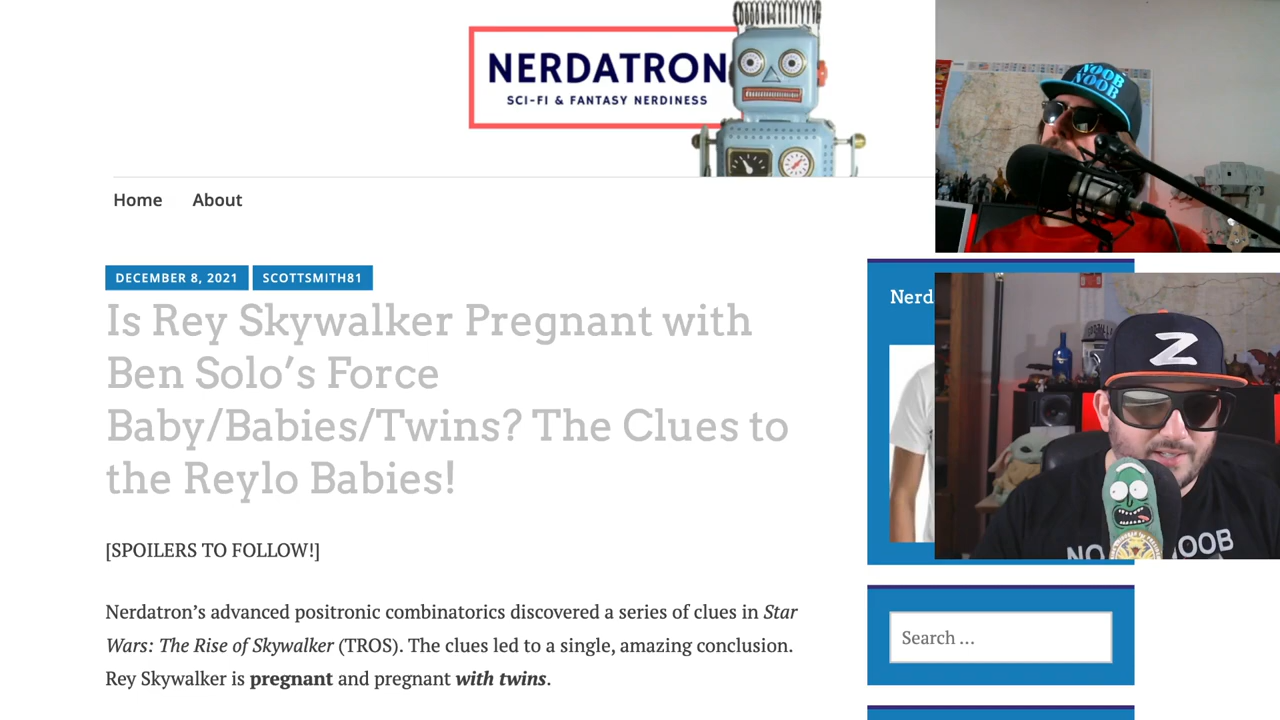 NERDATRON
SCI-FI & FANTASY NERDINESS
NOOB
NOOB
Home About
DECEMBER 8, 2021 SCOTTSMITH81
Nerd
Is Rey Skywalker Pregnant with
Ben Solo’s Force
Baby/Babies/Twins? The Clues to
the Reylo Babies!
Z
NO OOB
[SPOILERS TO FOLLOW!]
Nerdatron’s advanced positronic combinatorics discovered a series of clues in Star
Wars: The Rise of Skywalker (TROS). The clues led to a single, amazing conclusion.
Rey Skywalker is pregnant and pregnant with twins.
Search ...